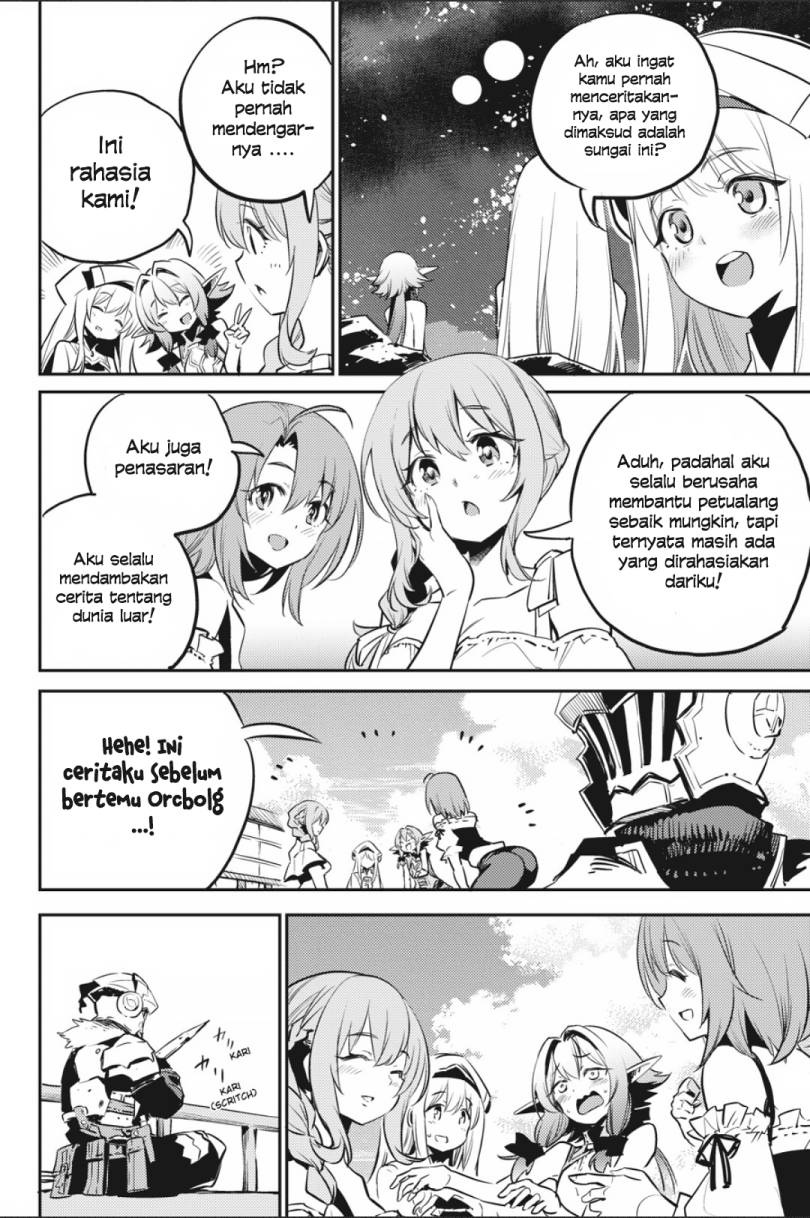 Ah, aku ingat
kamu pernah
menceritakan-
nya, apa yang
dimaksud adalah
sungai ini?
Hm?
Aku tidak
pernah
mendengar-
nya ....
Ini
rahasia
kami!
Aduh, padahal aku
selalu berusaha
membantu petualang
sebaik mungkin, tapi
ternyata masih ada
yang dirahasiakan
dariku!
Aku juga
penasaran!
Aku selalu
mendambakan
cerita tentang
dunia luar!
Hehe! Ini
ceritaku Sebelum
bertemu Orcbolg
...!
KARI
KARI
(SCRITCH)